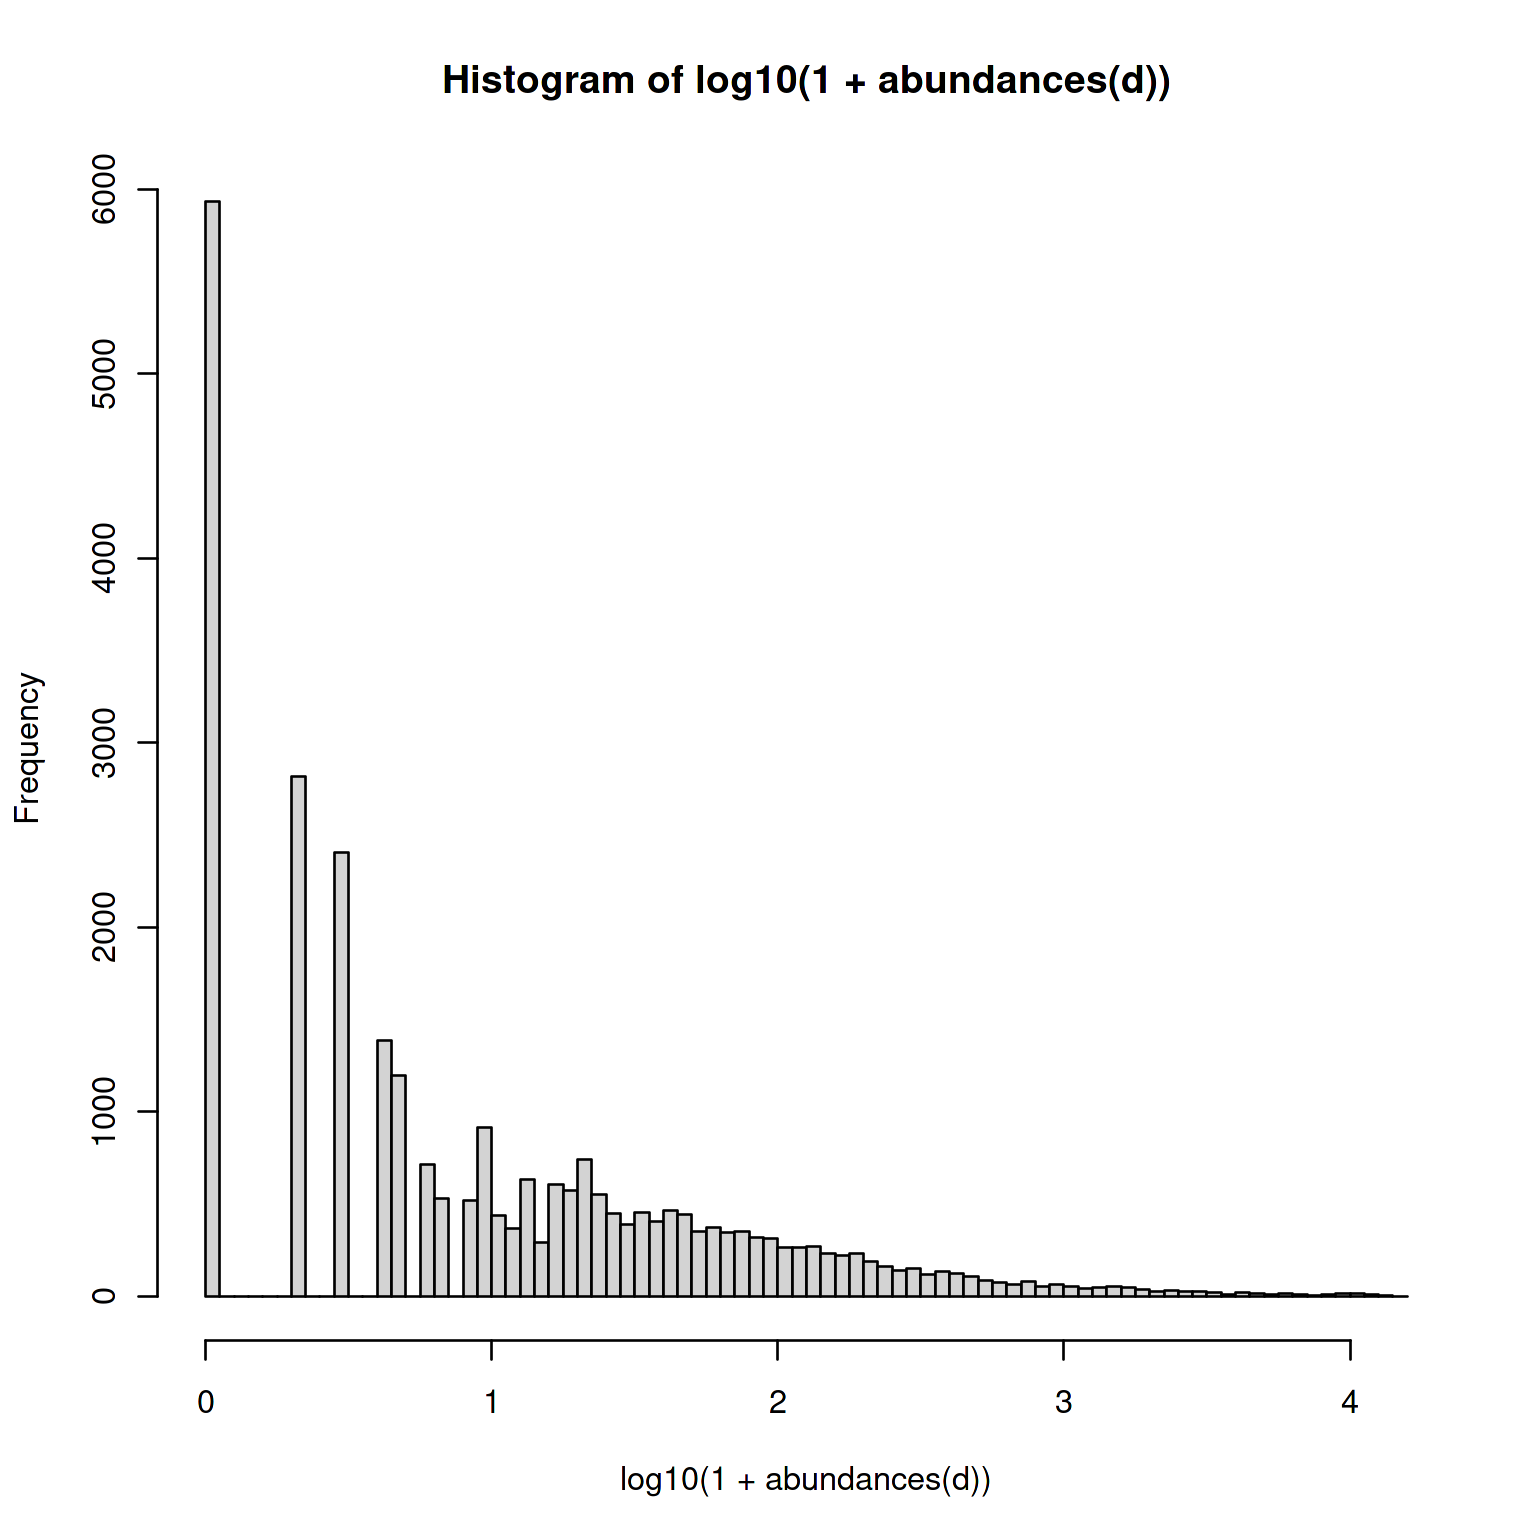 Histogram of log10(1 + abundances(d))
Frequency
6000
5000
4000
3000
2000
1000
0
0 1 2 3 4
log10(1 + abundances(d))